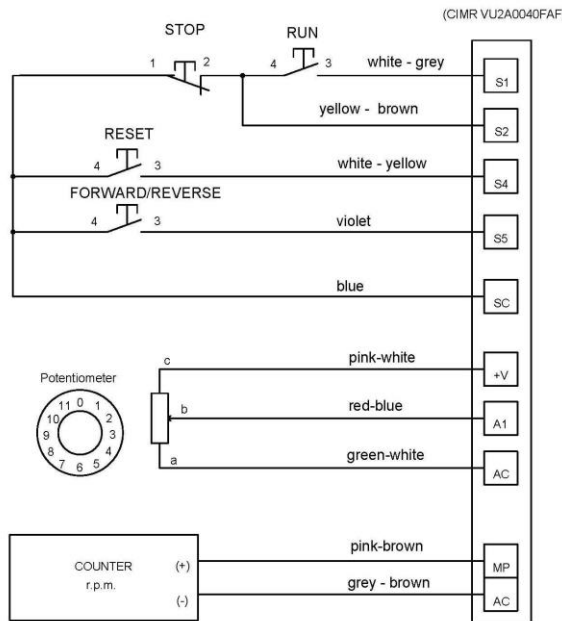 (CIMR VU2A0040FAF
STOP
RUN
1 2 4 3 white - grey S1
yellow - brown S2
RESET
4 3 white - yellow S4
FORWARD/REVERSE
4 3 violet S5
blue SC
c pink-white +V
Potentiometer
b red-blue A1
a green-white AC
0 1 2 3 4 5 6 7 8 9 10 11
pink-brown MP
COUNTER (+)
r.p.m.
grey - brown AC
(-)